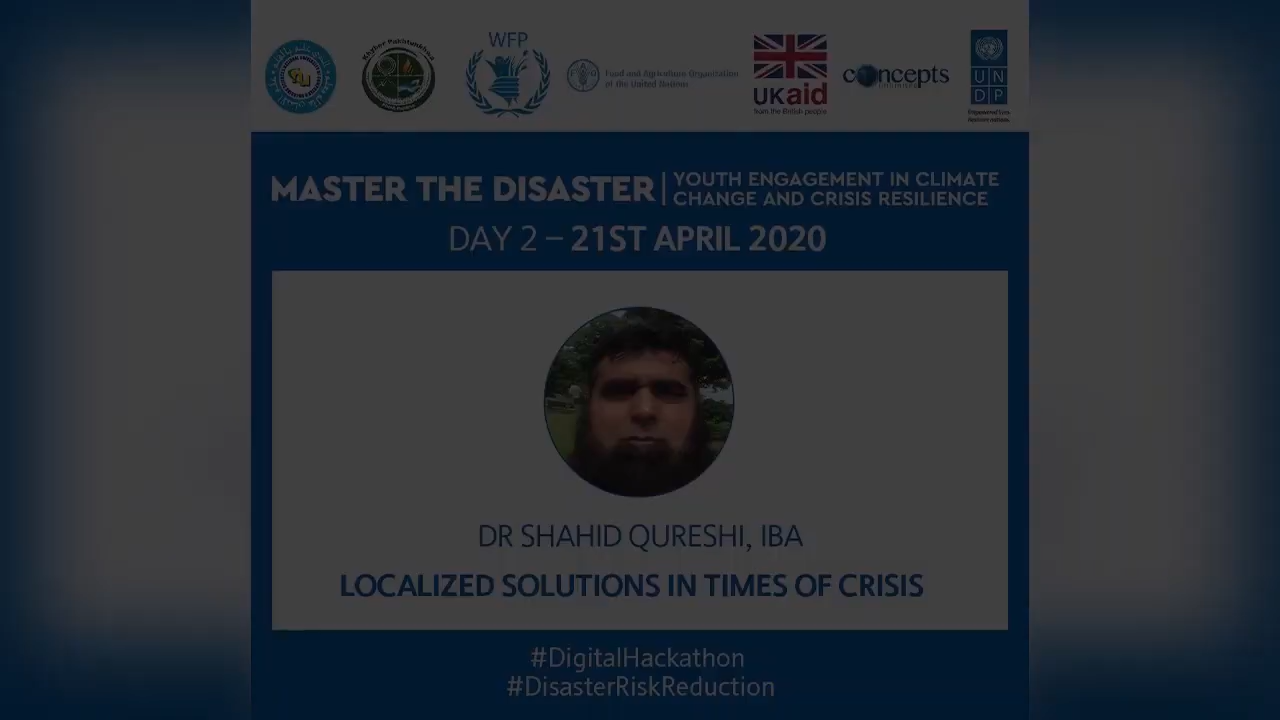 WFP
Food and Agriculture Organization
of the United Nations
UKaid
from the British people
concepts
UN
DP
MASTER THE DISASTER
YOUTH ENGAGEMENT IN CLIMATE
CHANGE AND CRISIS RESILIENCE
DAY 2 – 21ST APRIL 2020
DR SHAHID QURESHI, IBA
LOCALIZED SOLUTIONS IN TIMES OF CRISIS
#DigitalHackathon
#DisasterRiskReduction